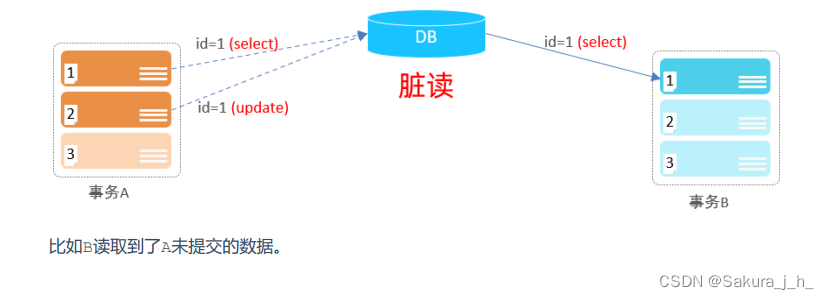 id=1 (select)
DB
id=1 (select)
脏读
1
2
3
id=1 (update)
1
2
3
事务A
事务B
比如B读取到了A未提交的数据。
CSDN @Sakura_j_h_